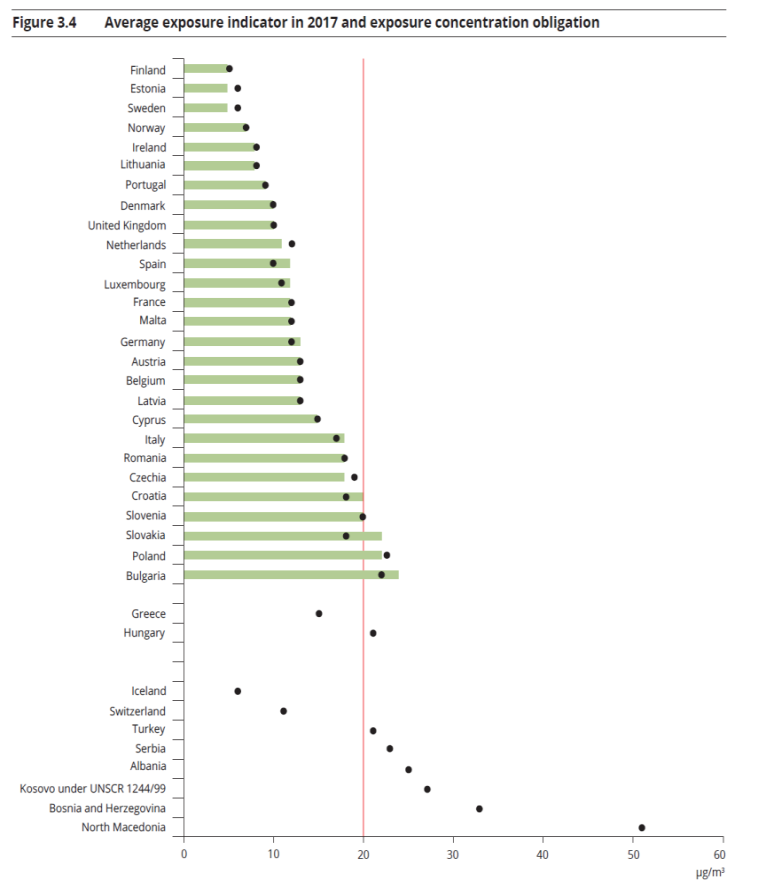 Figure 3.4 Average exposure indicator in 2017 and exposure concentration obligation
Finland
Estonia
Sweden
Norway
Ireland
Lithuania
Portugal
Denmark
United Kingdom
Netherlands
Spain
Luxembourg
France
Malta
Germany
Austria
Belgium
Latvia
Cyprus
Italy
Romania
Czechia
Croatia
Slovenia
Slovakia
Poland
Bulgaria
Greece
Hungary
Iceland
Switzerland
Turkey
Serbia
Albania
Kosovo under UNSCR 1244/99
Bosnia and Herzegovina
North Macedonia
0 10 20 30 40 50 60
µg/m³